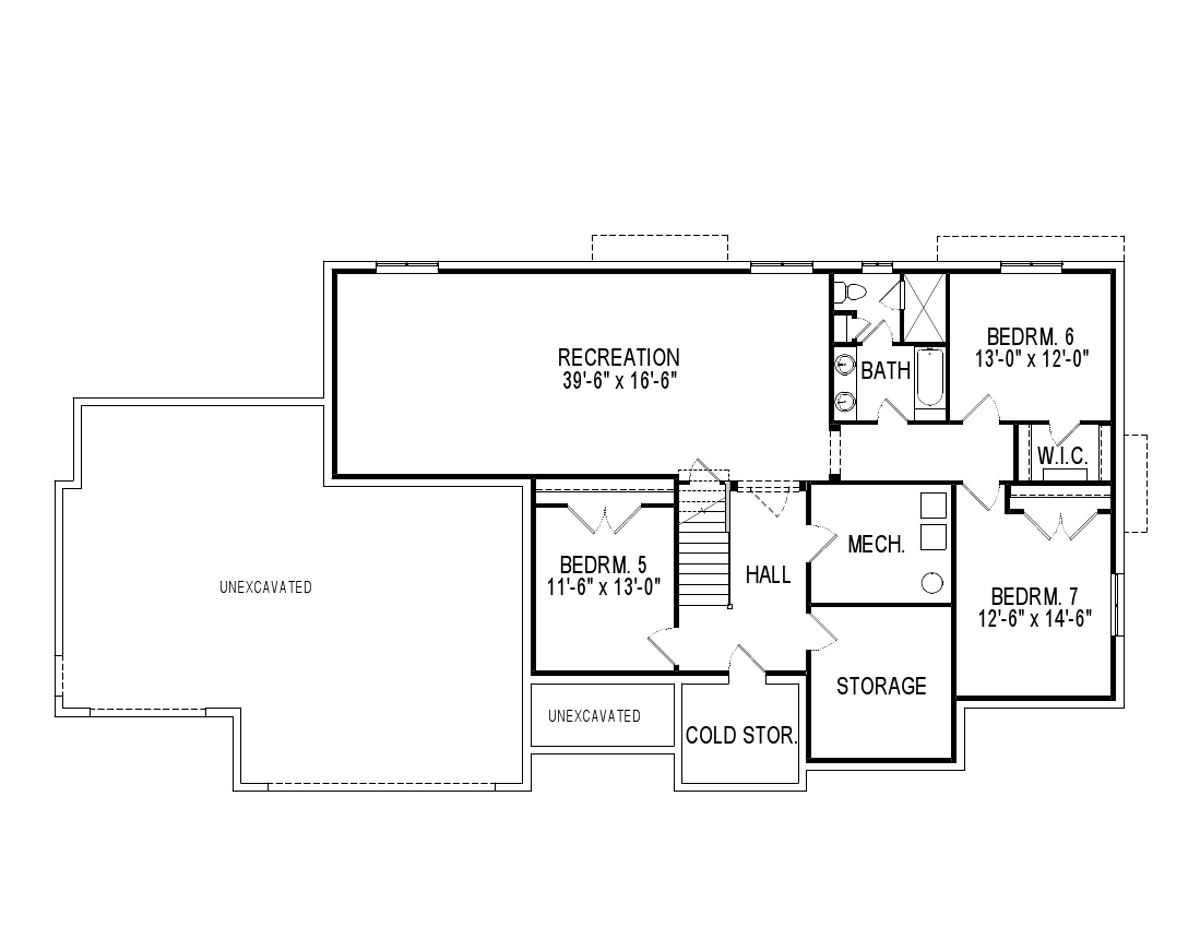 RECREATION
39'-6" x 16'-6"
BATH
BEDRM. 6
13'-0" x 12'-0"
W.I.C.
BEDRM. 5
11'-6" x 13'-0"
HALL
MECH.
BEDRM. 7
12'-6" x 14'-6"
UNEXCAVATED
STORAGE
UNEXCAVATED
COLD STOR.